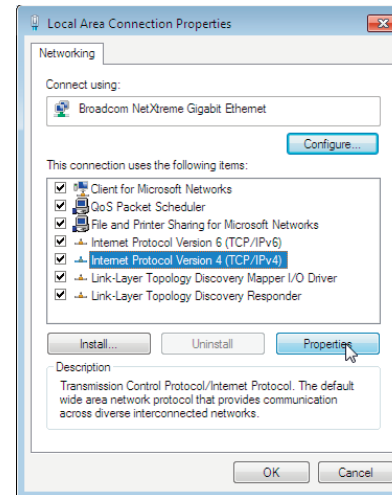 Local Area Connection Properties
Networking
Connect using:
Broadcom NetXtreme Gigabit Ethernet
Configure...
This connection uses the following items:
Client for Microsoft Networks
QoS Packet Scheduler
File and Printer Sharing for Microsoft Networks
Internet Protocol Version 6 (TCP/IPv6)
Internet Protocol Version 4 (TCP/IPv4)
Link-Layer Topology Discovery Mapper I/O Driver
Link-Layer Topology Discovery Responder
Install... Uninstall Properties
Description
Transmission Control Protocol/Internet Protocol. The default
wide area network protocol that provides communication
across diverse interconnected networks.
OK Cancel